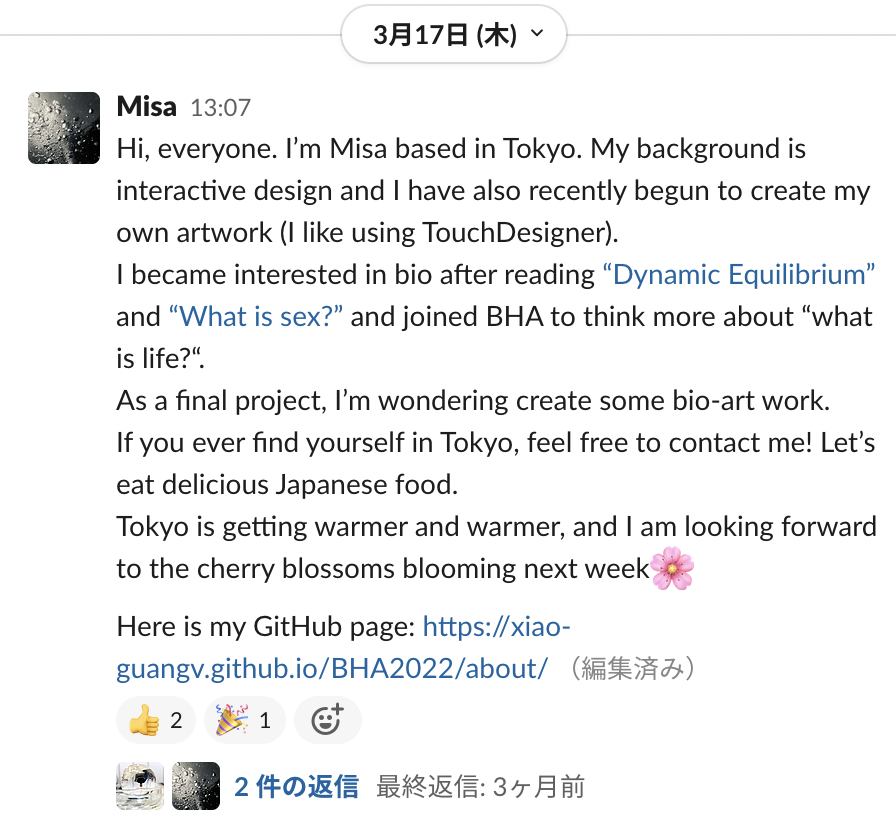 3月17日 (木)
Misa 13:07
Hi, everyone. I’m Misa based in Tokyo. My background is
interactive design and I have also recently begun to create my
own artwork (I like using TouchDesigner).
I became interested in bio after reading “Dynamic Equilibrium”
and “What is sex?” and joined BHA to think more about “what
is life?“.
As a final project, I’m wondering create some bio-art work.
If you ever find yourself in Tokyo, feel free to contact me! Let’s
eat delicious Japanese food.
Tokyo is getting warmer and warmer, and I am looking forward
to the cherry blossoms blooming next week🌸
Here is my GitHub page: https://xiao-
guangv.github.io/BHA2022/about/ （編集済み）
👍 2 🎉 1
2 件の返信 最終返信: 3ヶ月前